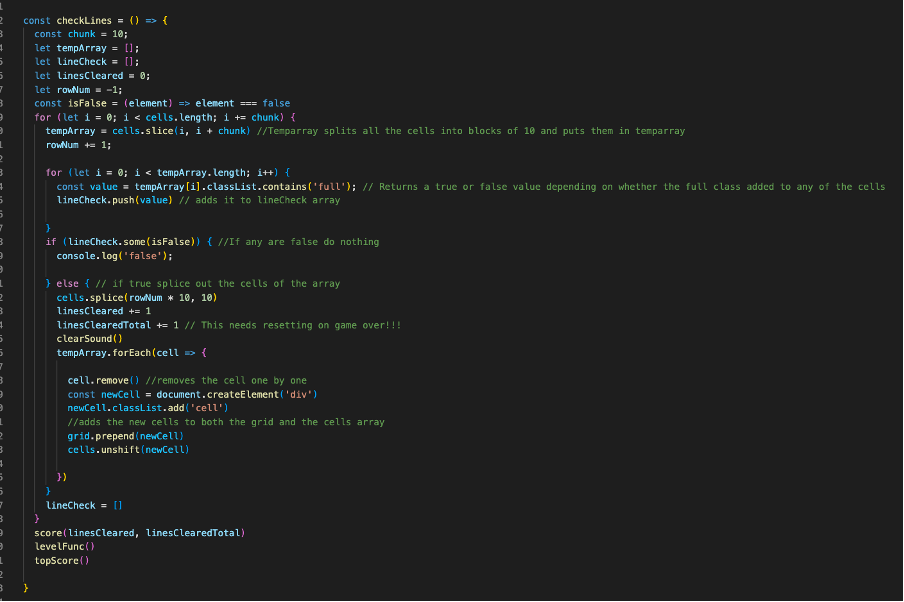 const checkLines = () => {
const chunk = 10;
let tempArray = [];
let lineCheck = [];
let linesCleared = 0;
let rowNum = -1;
const isFalse = (element) => element === false
for (let i = 0; i < cells.length; i += chunk) {
tempArray = cells.slice(i, i + chunk) //Temparray splits all the cells into blocks of 10 and puts them in temparray
rowNum += 1;
for (let i = 0; i < tempArray.length; i++) {
const value = tempArray[i].classList.contains('full'); // Returns a true or false value depending on whether the full class added to any of the cells
lineCheck.push(value) // adds it to lineCheck array
}
if (lineCheck.some(isFalse)) { //If any are false do nothing
console.log('false');
} else { // if true splice out the cells of the array
cells.splice(rowNum * 10, 10)
linesCleared += 1
linesClearedTotal += 1 // This needs resetting on game over!!!
clearSound()
tempArray.forEach(cell => {
cell.remove() //removes the cell one by one
const newCell = document.createElement('div')
newCell.classList.add('cell')
//adds the new cells to both the grid and the cells array
grid.prepend(newCell)
cells.unshift(newCell)
})
}
lineCheck = []
}
score(linesCleared, linesClearedTotal)
levelFunc()
topScore()
}